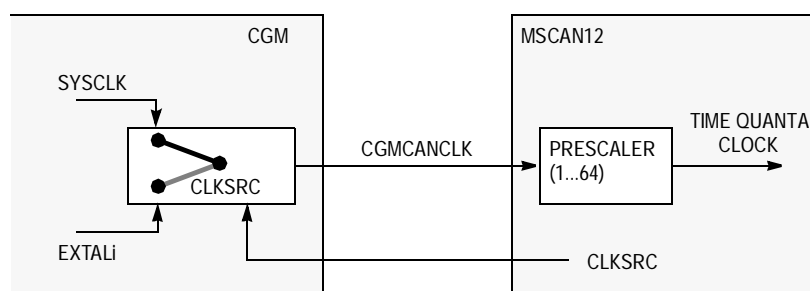 CGM
MSCAN12
SYSCLK
CLKSRC
EXTALi
CGMCANCLK
PRESCALER
(1...64)
TIME QUANTA
CLOCK
CLKSRC